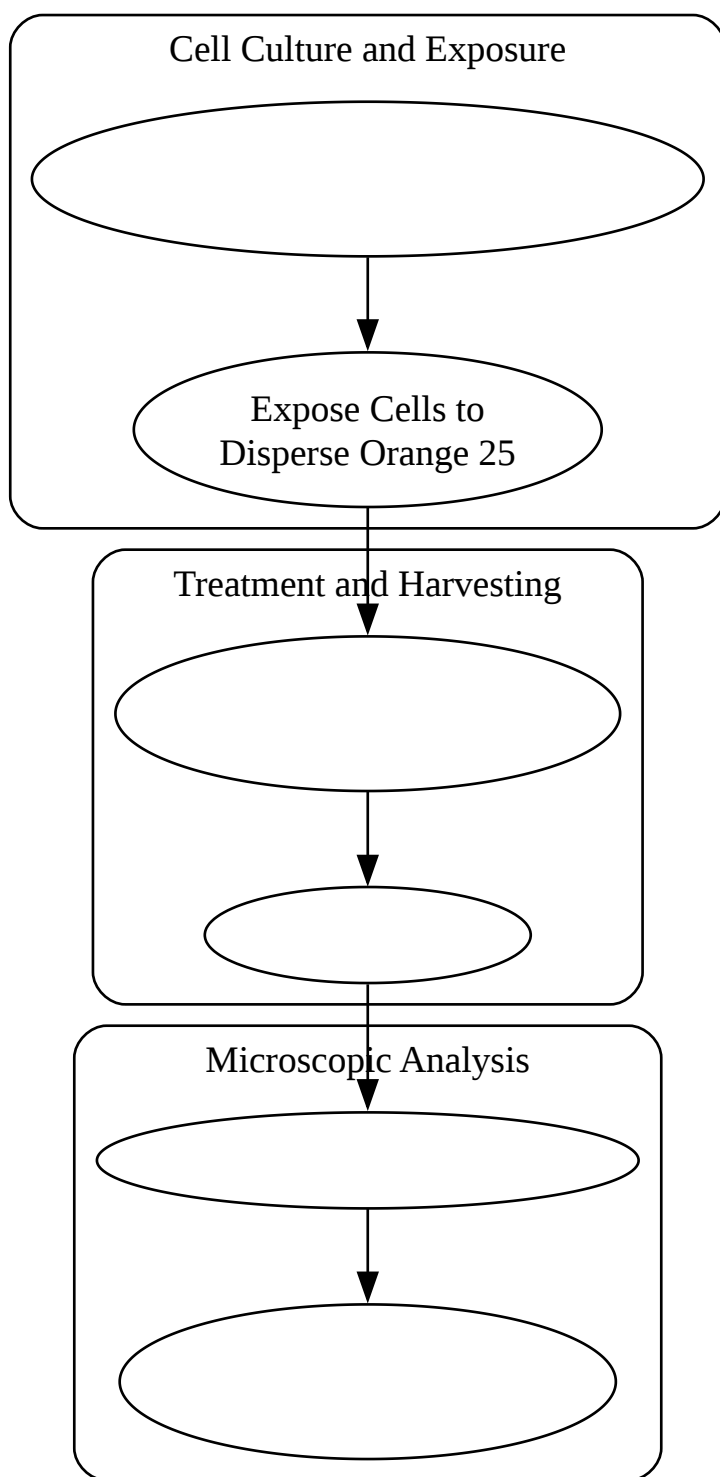 Cell Culture and Exposure
Expose Cells to
Disperse Orange 25
Treatment and Harvesting
Microscopic Analysis